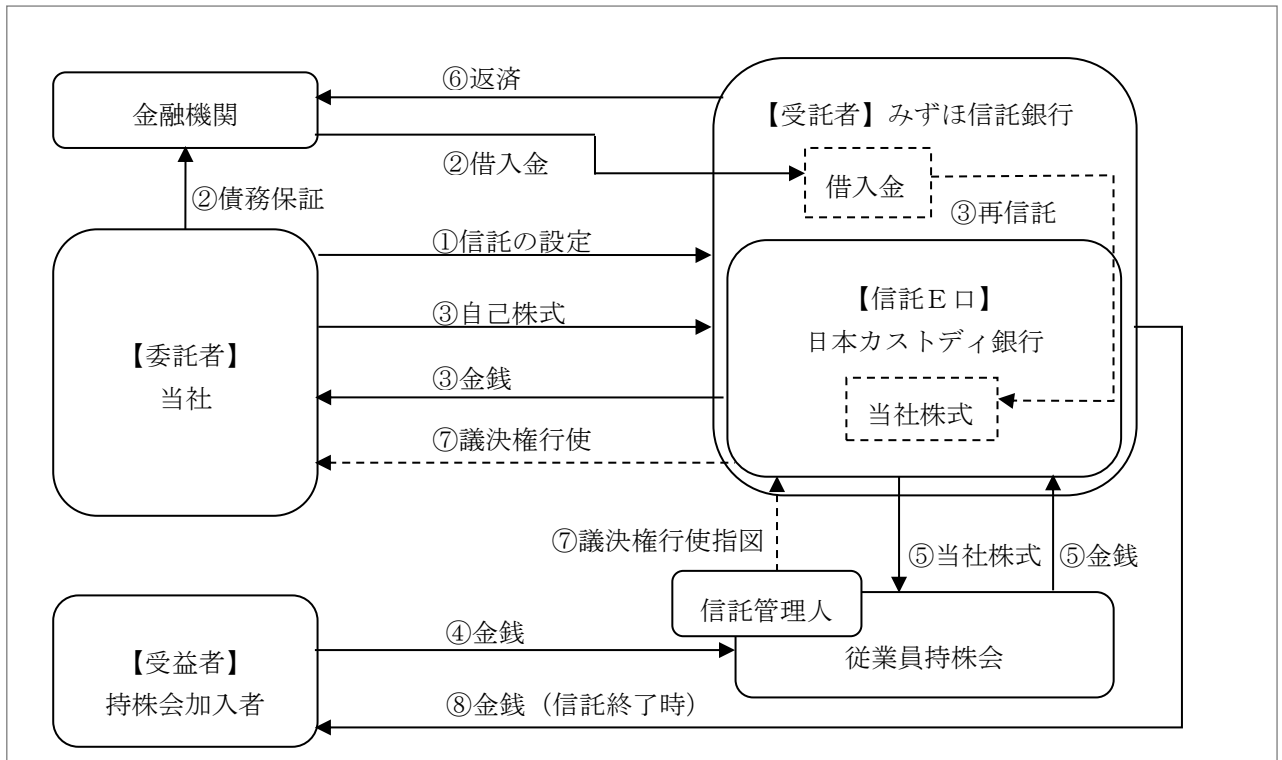 ⑥返済
金融機関
【受託者】みずほ信託銀行
②借入金
借入金
②債務保証
③再信託
①信託の設定
【信託Ｅ口】
日本カストディ銀行
③自己株式
【委託者】
当社
③金銭
当社株式
⑦議決権行使
⑦議決権行使指図
⑤当社株式
⑤金銭
信託管理人
④金銭
従業員持株会
【受益者】
持株会加入者
⑧金銭（信託終了時）